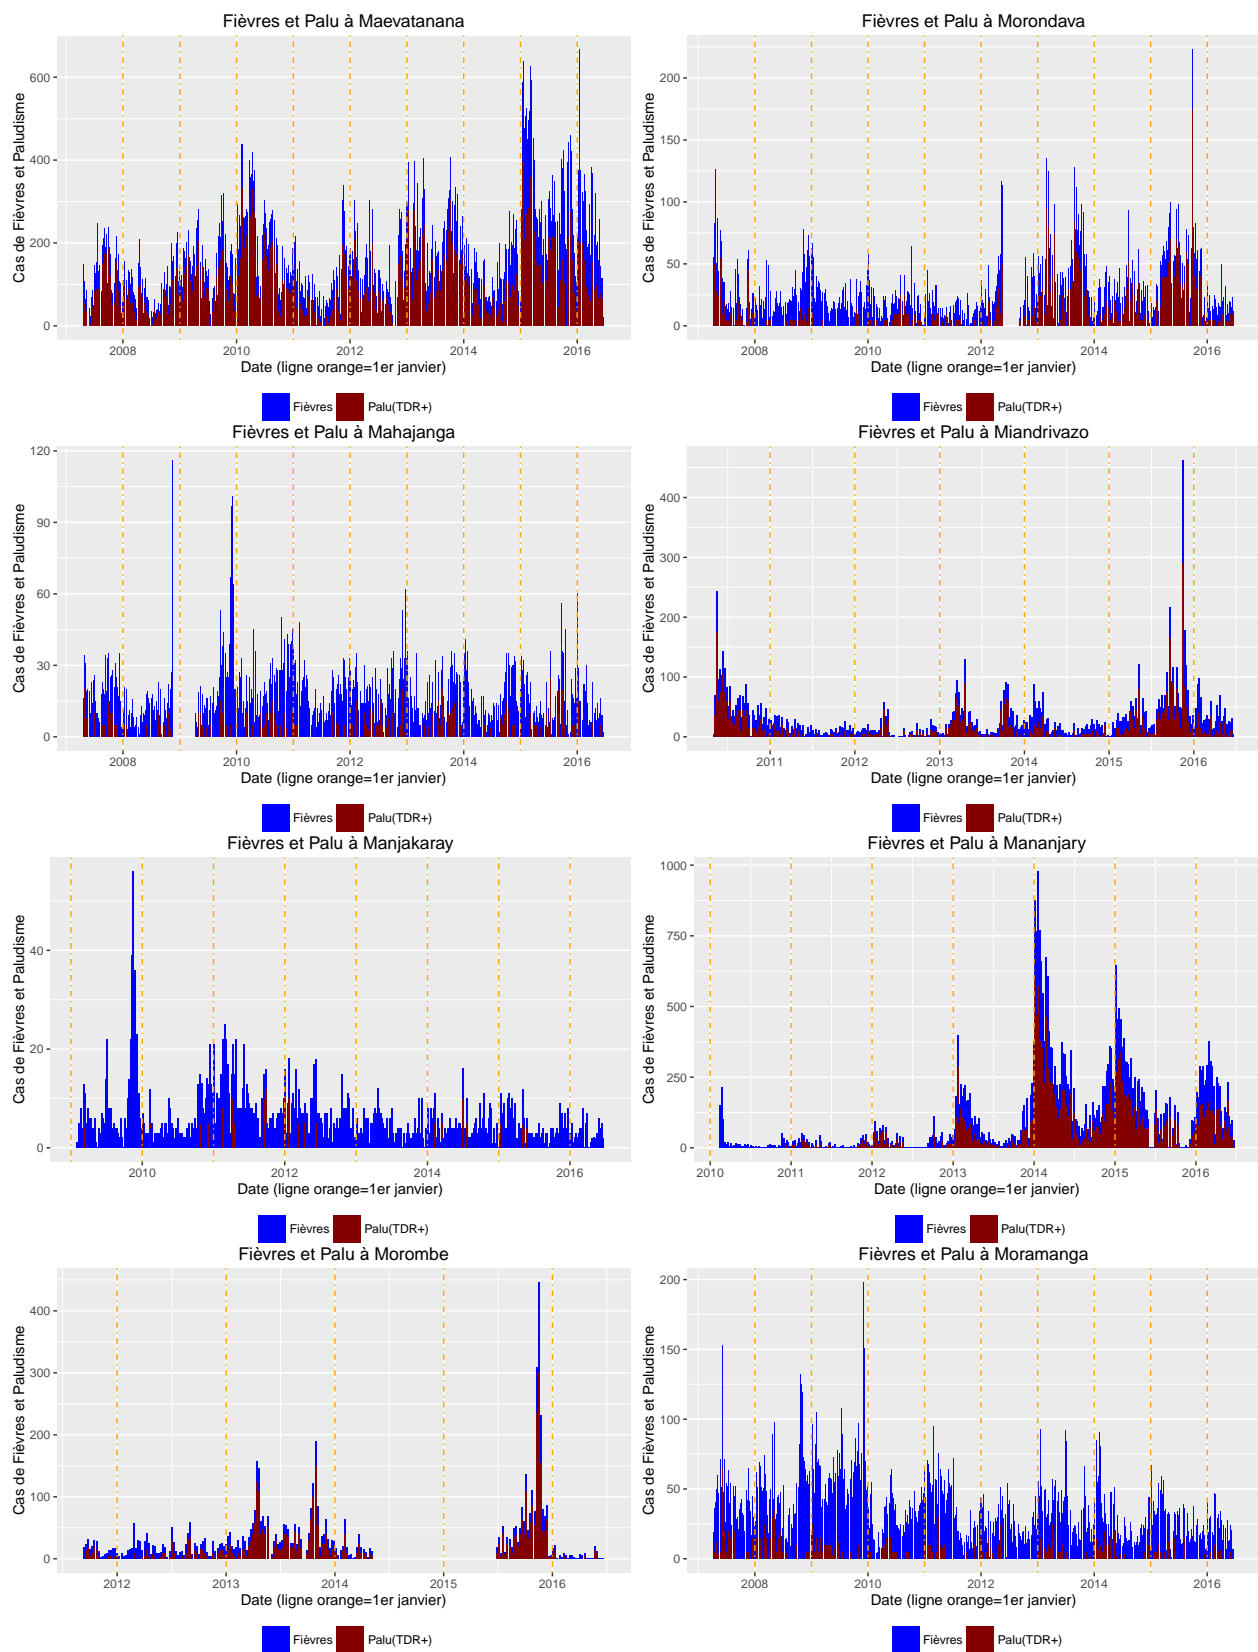 Fièvres et Palu à Maevatanana
Cas de Fièvres et Paludisme
600
400
200
0
2008 2010 2012 2014 2016
Date (ligne orange=1er janvier)
Fièvres Palu(TDR+)
Fièvres et Palu à Morondava
Cas de Fièvres et Paludisme
200
150
100
50
0
2008 2010 2012 2014 2016
Date (ligne orange=1er janvier)
Fièvres Palu(TDR+)
Fièvres et Palu à Mahajanga
Cas de Fièvres et Paludisme
120
90
60
30
0
2008 2010 2012 2014 2016
Date (ligne orange=1er janvier)
Fièvres Palu(TDR+)
Fièvres et Palu à Miandrivazo
Cas de Fièvres et Paludisme
400
300
200
100
0
2011 2012 2013 2014 2015 2016
Date (ligne orange=1er janvier)
Fièvres Palu(TDR+)
Fièvres et Palu à Manjakaray
Cas de Fièvres et Paludisme
40
20
0
2010 2012 2014 2016
Date (ligne orange=1er janvier)
Fièvres Palu(TDR+)
Fièvres et Palu à Mananjary
Cas de Fièvres et Paludisme
1000
750
500
250
0
2010 2011 2012 2013 2014 2015 2016
Date (ligne orange=1er janvier)
Fièvres Palu(TDR+)
Fièvres et Palu à Morombe
Cas de Fièvres et Paludisme
400
300
200
100
0
2012 2013 2014 2015 2016
Date (ligne orange=1er janvier)
Fièvres Palu(TDR+)
Fièvres et Palu à Moramanga
Cas de Fièvres et Paludisme
200
150
100
50
0
2008 2010 2012 2014 2016
Date (ligne orange=1er janvier)
Fièvres Palu(TDR+)